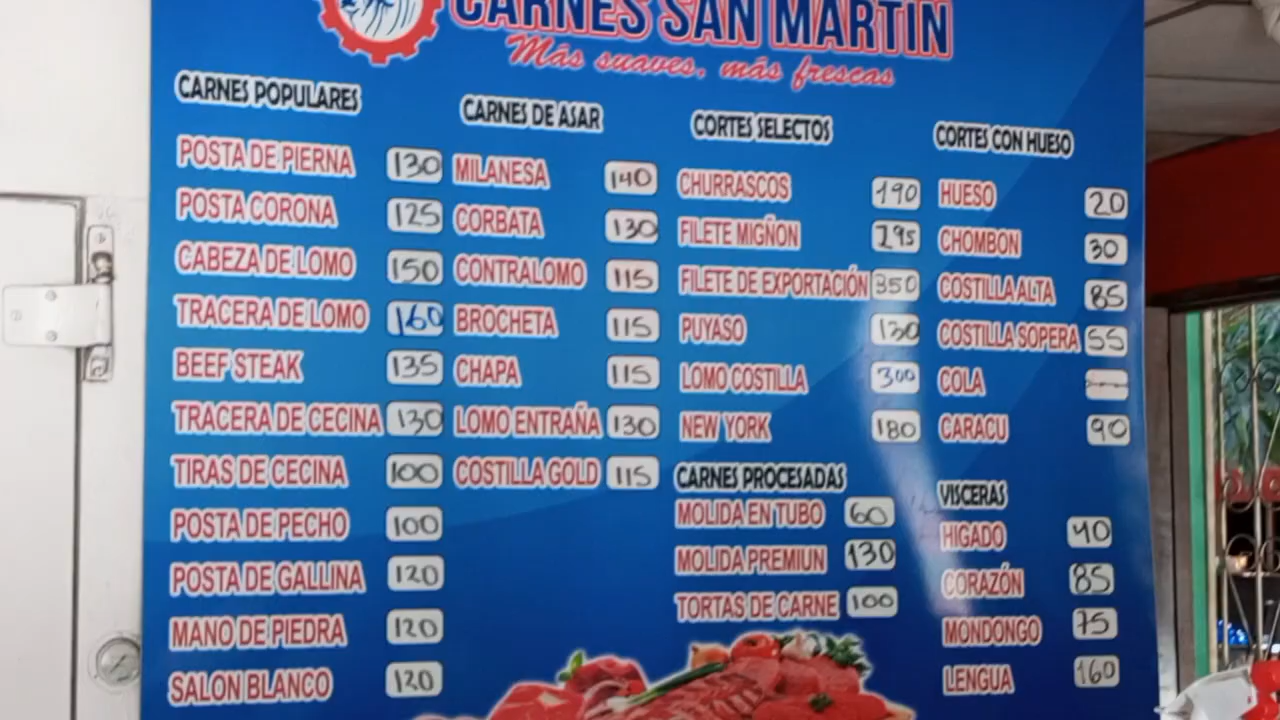 CARNES SAN MARTIN
Más suaves, más frescas
CARNES POPULARES
POSTA DE PIERNA 130
POSTA CORONA 125
CABEZA DE LOMO 150
TRACERA DE LOMO 160
BEEF STEAK 135
TRACERA DE CECINA 130
TIRAS DE CECINA 100
POSTA DE PECHO 100
POSTA DE GALLINA 120
MANO DE PIEDRA 120
SALON BLANCO 120
CARNES DE ASAR
MILANESA 140
CORBATA 130
CONTRALOMO 115
BROCHETA 115
CHAPA 115
LOMO ENTRAÑA 130
COSTILLA GOLD 115
CORTES SELECTOS
CHURRASCOS 190
FILETE MIGÑON 295
FILETE DE EXPORTACIÓN 350
PUYASO 130
LOMO COSTILLA 300
NEW YORK 180
CARNES PROCESADAS
MOLIDA EN TUBO 60
MOLIDA PREMIUN 130
TORTAS DE CARNE 100
CORTES CON HUESO
HUESO 20
CHOMBON 30
COSTILLA ALTA 85
COSTILLA SOPERA 55
COLA
CARACU 90
VISCERAS
HIGADO 40
CORAZÓN 85
MONDONGO 75
LENGUA 160